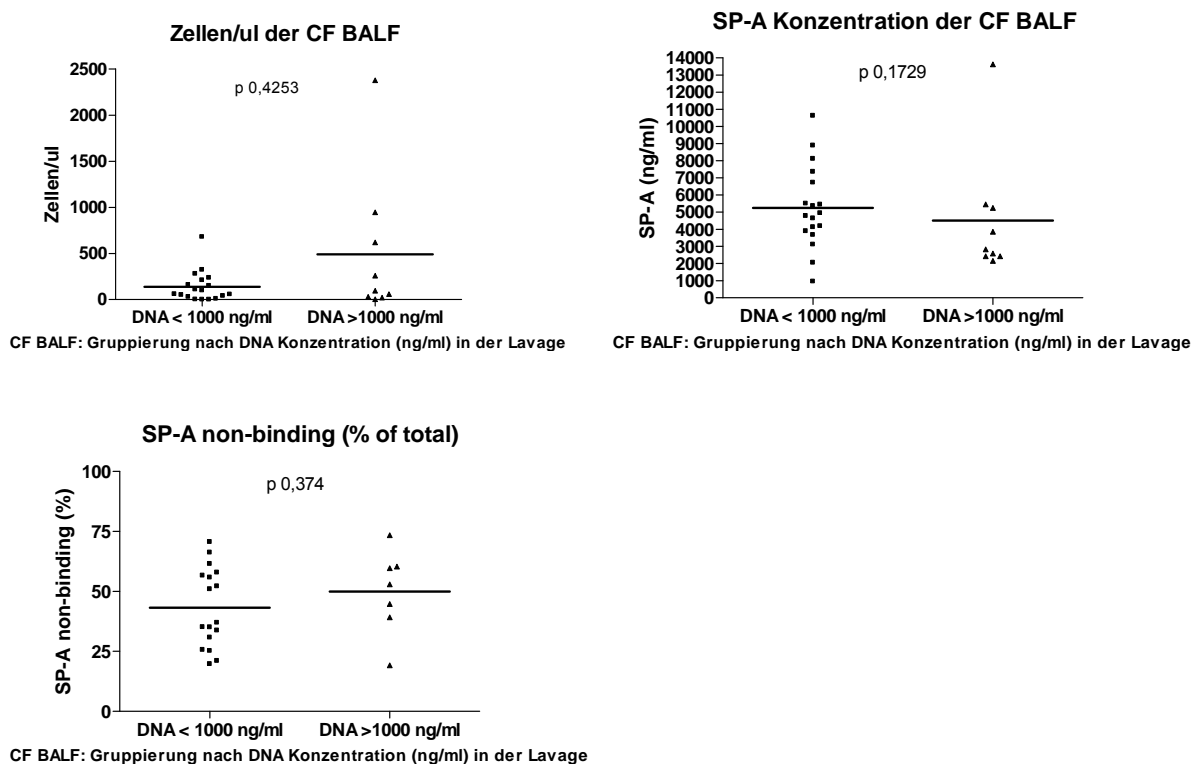 Zellen/ul der CF BALF
p 0,4253
Zellen/ul
2500
2000
1500
1000
500
0
DNA < 1000 ng/ml DNA >1000 ng/ml
CF BALF: Gruppierung nach DNA Konzentration (ng/ml) in der Lavage
SP-A Konzentration der CF BALF
p 0,1729
SP-A (ng/ml)
14000
13000
12000
11000
10000
9000
8000
7000
6000
5000
4000
3000
2000
1000
0
DNA < 1000 ng/ml DNA >1000 ng/ml
CF BALF: Gruppierung nach DNA Konzentration (ng/ml) in der Lavage
SP-A non-binding (% of total)
p 0,374
SP-A non-binding (%)
100
75
50
25
0
DNA < 1000 ng/ml DNA >1000 ng/ml
CF BALF: Gruppierung nach DNA Konzentration (ng/ml) in der Lavage